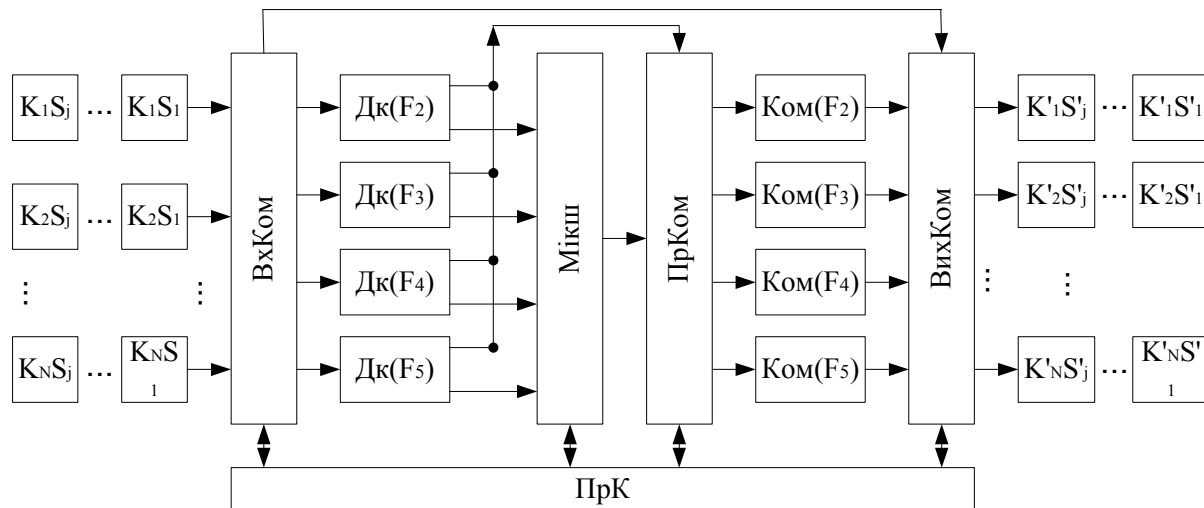 K₁Sⱼ ... K₁S₁ Дк(F₂) Ком(F₂) K'₁S'ⱼ ... K'₁S'₁
K₂Sⱼ ... K₂S₁ Дк(F₃) Ком(F₃) K'₂S'ⱼ ... K'₂S'₁
ВхКом
Мікш
ПрКом
ВихКом
Дк(F₄) Ком(F₄)
KₙSⱼ ... KₙS
₁
Дк(F₅) Ком(F₅) K'ₙS'ⱼ ... K'ₙS'
₁
ПрК